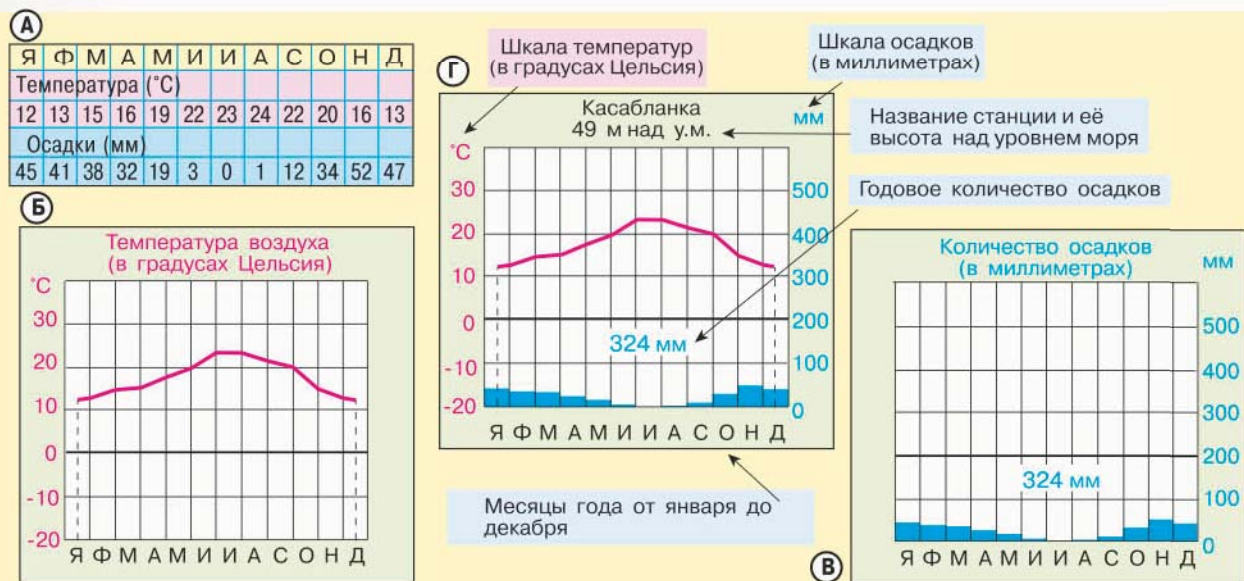 А
Я Ф М А М И И А С О Н Д
Температура (°С)
12 13 15 16 19 22 23 24 22 20 16 13
Осадки (мм)
45 41 38 32 19 3 0 1 12 34 52 47
Б
Температура воздуха
(в градусах Цельсия)
°С
30
20
10
0
-10
-20
Я Ф М А М И И А С О Н Д
Шкала температур
(в градусах Цельсия)
Шкала осадков
(в миллиметрах)
Г
Касабланка
49 м над у.м.
мм
°С
30
20
10
0
-10
-20
500
400
300
200
100
0
324 мм
Я Ф М А М И И А С О Н Д
Название станции и её
высота над уровнем моря
Годовое количество осадков
Месяцы года от января до
декабря
Количество осадков
(в миллиметрах)
мм
500
400
300
200
100
0
324 мм
Я Ф М А М И И А С О Н Д
В